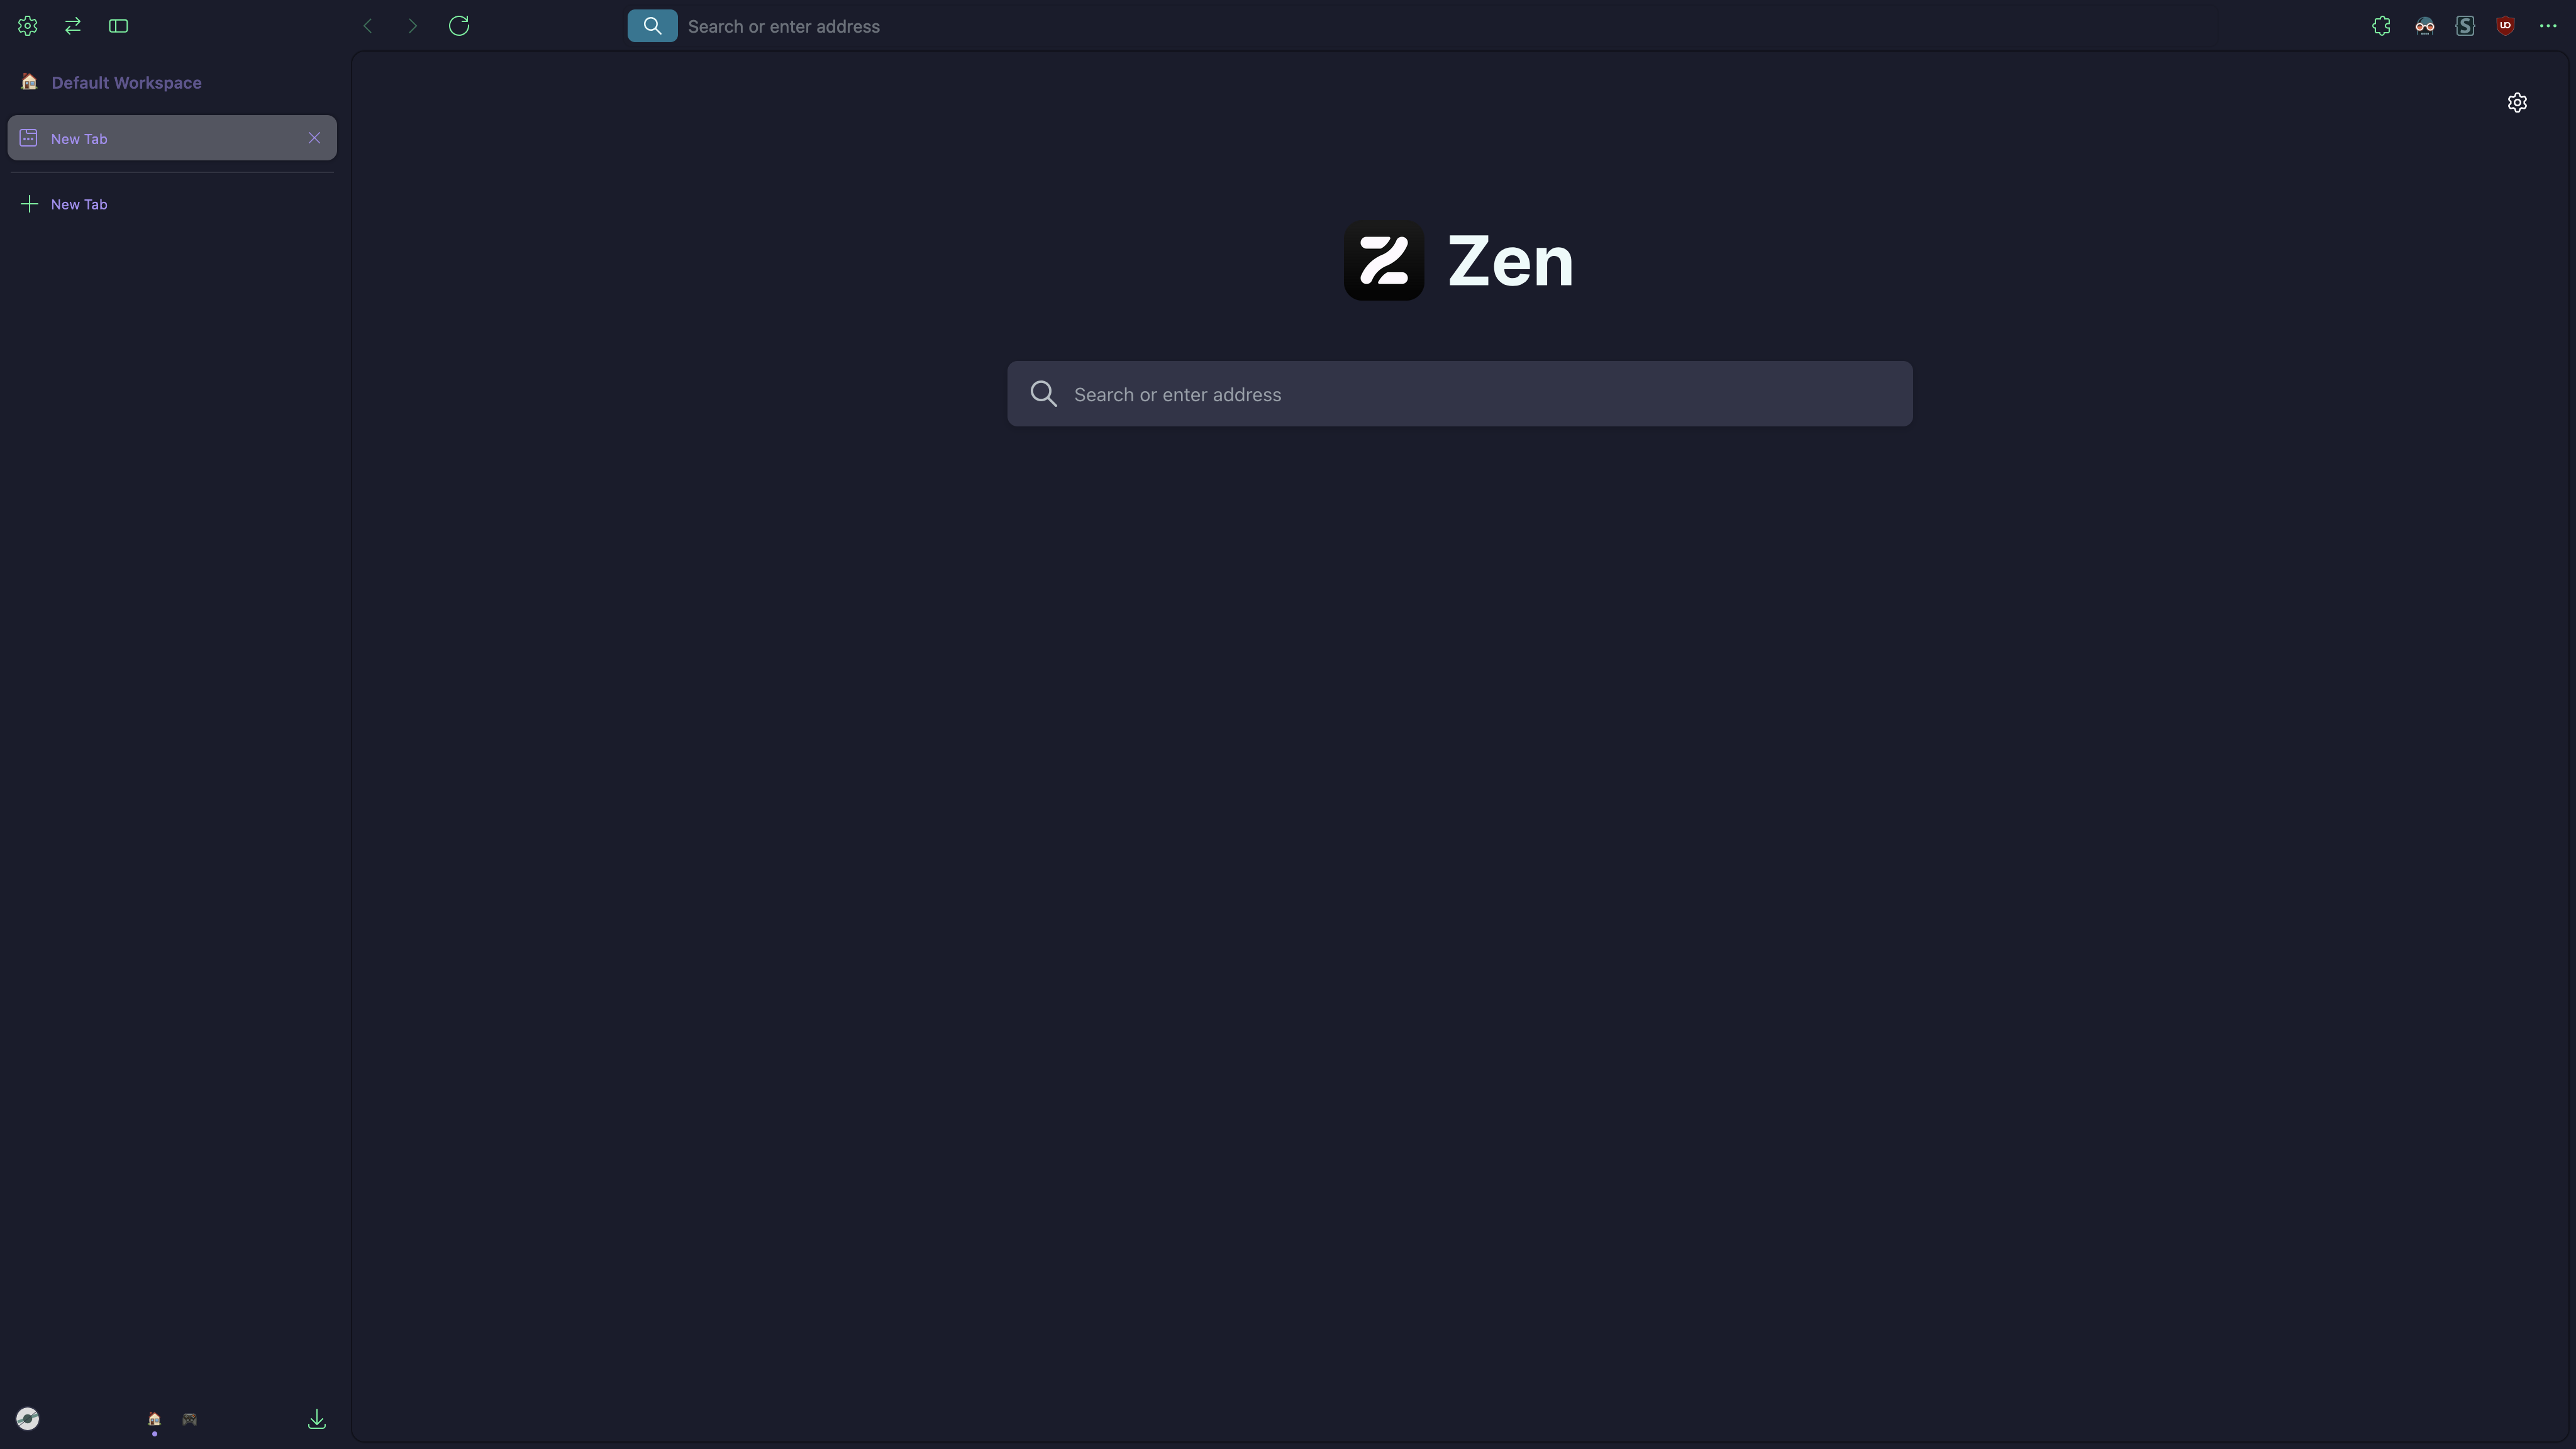 Search or enter address
Default Workspace
New Tab
New Tab
Zen
Search or enter address